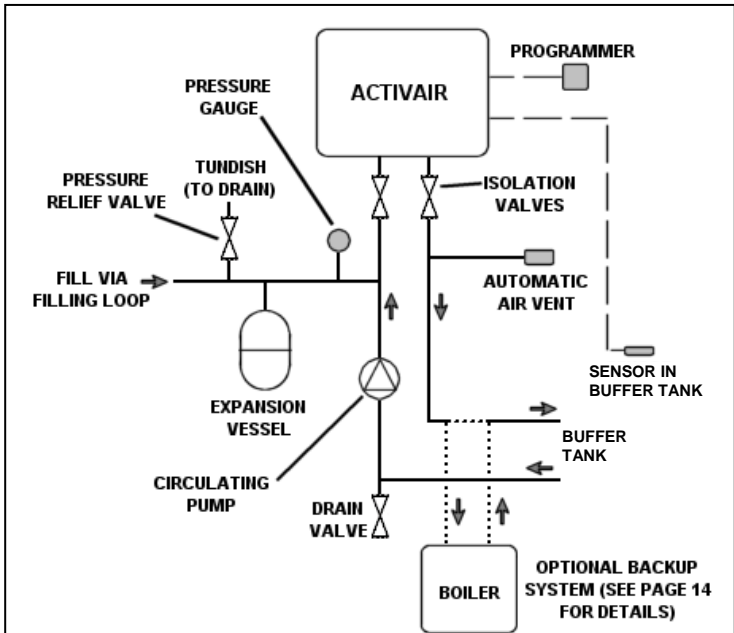 PROGRAMMER
ACTIVAIR
PRESSURE
GAUGE
TUNDISH
(TO DRAIN)
PRESSURE
RELIEF VALVE
ISOLATION
VALVES
FILL VIA
FILLING LOOP
AUTOMATIC
AIR VENT
SENSOR IN
BUFFER TANK
EXPANSION
VESSEL
BUFFER
TANK
CIRCULATING
PUMP
DRAIN
VALVE
BOILER
OPTIONAL BACKUP
SYSTEM (SEE PAGE 14
FOR DETAILS)